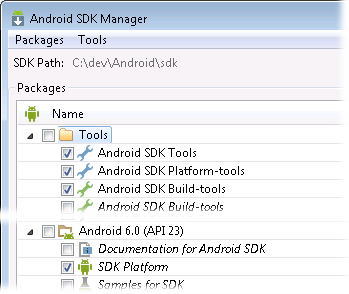 Android SDK Manager
Packages Tools
SDK Path: C:\dev\Android\sdk
Packages
Name
Tools
Android SDK Tools
Android SDK Platform-tools
Android SDK Build-tools
Android SDK Build-tools
Android 6.0 (API 23)
Documentation for Android SDK
SDK Platform
Samples for SDK